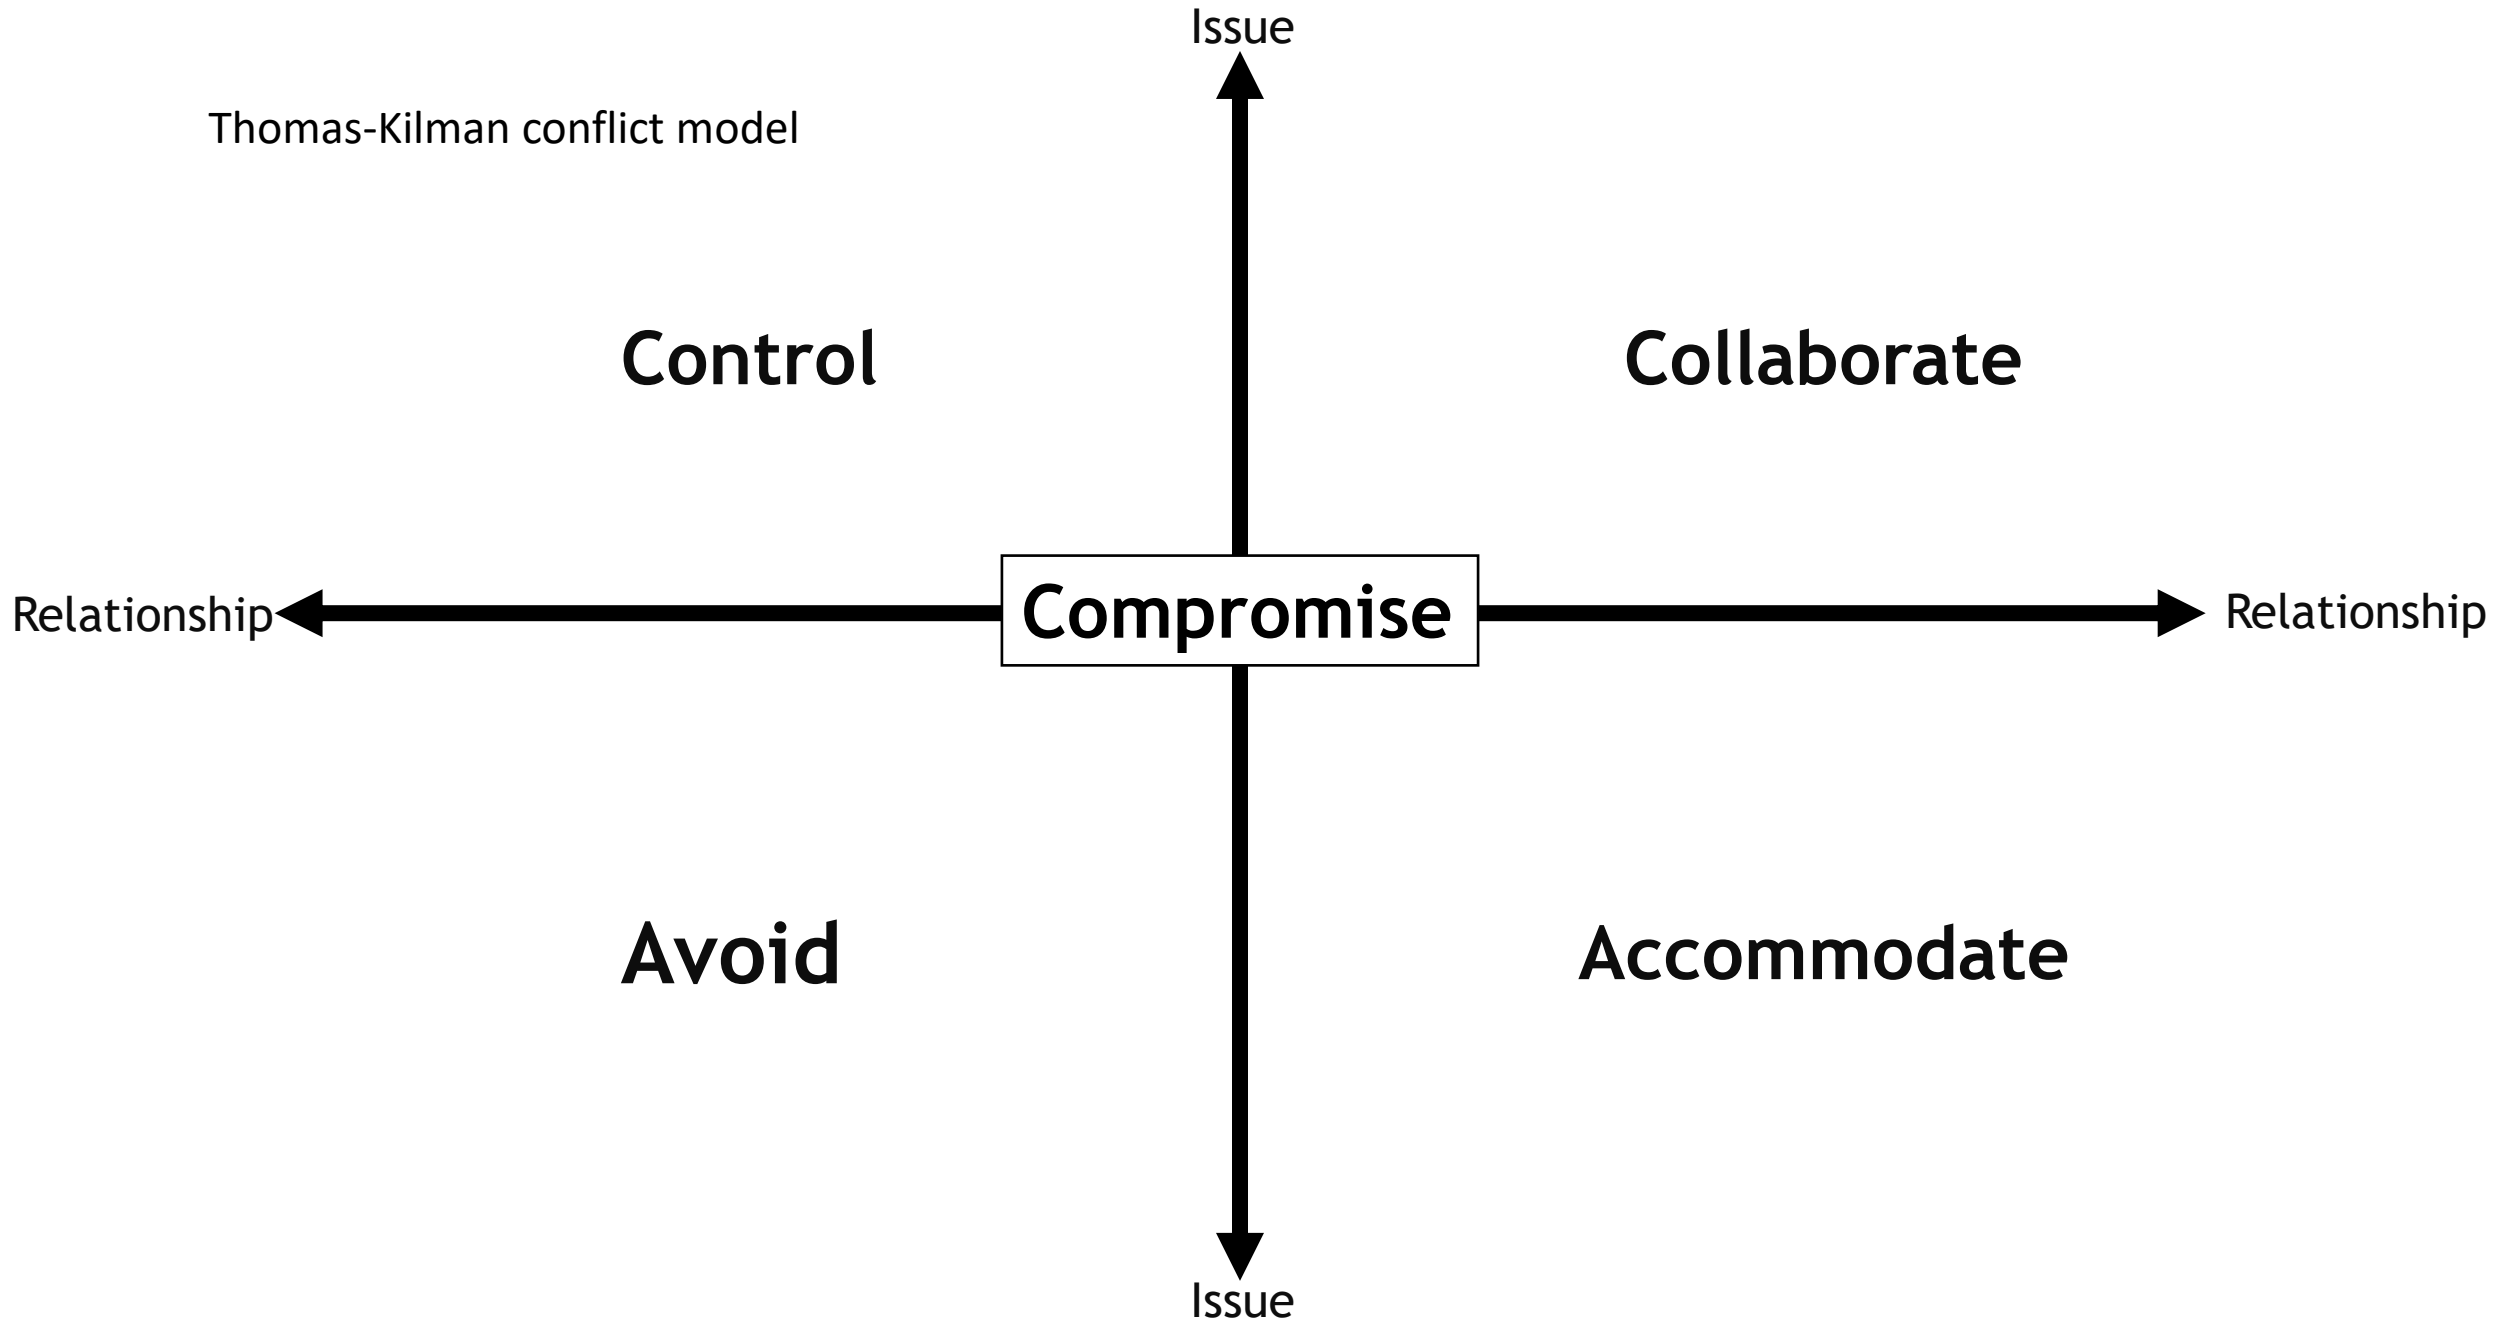 Issue
Thomas-Kilman conflict model
Control
Collaborate
Relationship
Compromise
Relationship
Avoid
Accommodate
Issue